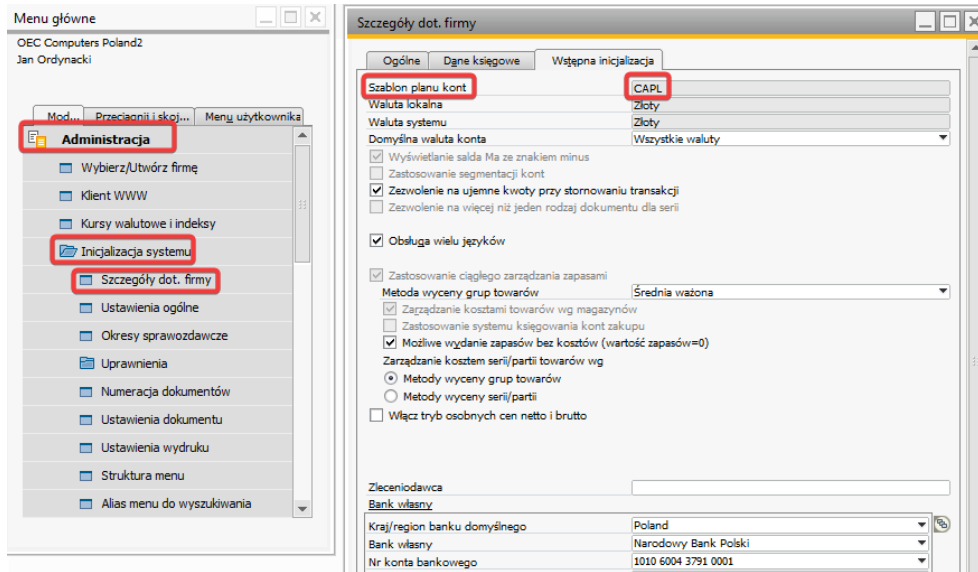 Menu główne
OEC Computers Poland2
Jan Ordynacki
Mod... Przeciągnij i skoj... Menu użytkownika
Administracja
Wybierz/Utwórz firmę
Klient WWW
Kursy walutowe i indeksy
Inicjalizacja systemu
Szczegóły dot. firmy
Ustawienia ogólne
Okresy sprawozdawcze
Uprawnienia
Numeracja dokumentów
Ustawienia dokumentu
Ustawienia wydruku
Struktura menu
Alias menu do wyszukiwania
Szczegóły dot. firmy
Ogólne Dane księgowe Wstępna inicjalizacja
Szablon planu kont CAPL
Waluta lokalna Złoty
Waluta systemu Złoty
Domyślna waluta konta Wszystkie waluty
Wyświetlanie salda Ma ze znakiem minus
Zastosowanie segmentacji kont
Zezwolenie na ujemne kwoty przy stornowaniu transakcji
Zezwolenie na więcej niż jeden rodzaj dokumentu dla serii
Obsługa wielu języków
Zastosowanie ciągłego zarządzania zapasami
Metoda wyceny grup towarów Średnia ważona
Zarządzanie kosztami towarów wg magazynów
Zastosowanie systemu księgowania kont zakupu
Możliwe wydanie zapasów bez kosztów (wartość zapasów=0)
Zarządzanie kosztem serii/partii towarów wg
Metody wyceny grup towarów
Metody wyceny serii/partii
Włącz tryb osobnych cen netto i brutto
Zleceniodawca
Bank własny
Kraj/region banku domyślnego Poland
Bank własny Narodowy Bank Polski
Nr konta bankowego 1010 6004 3791 0001